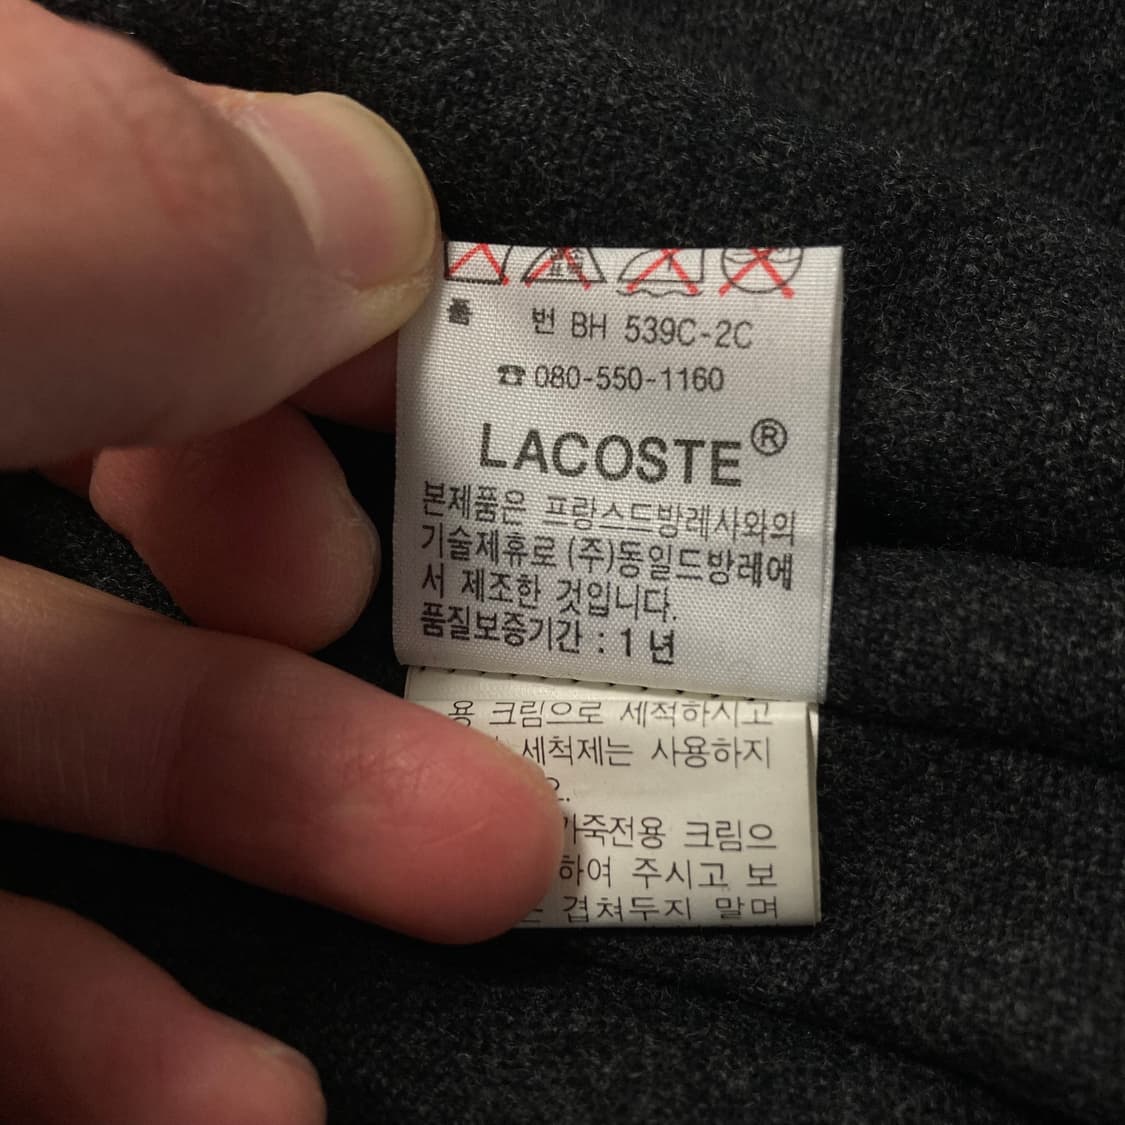 품 번 BH 539C-2C
☎ 080-550-1160
LACOSTE®
본제품은 프랑스드방레사와의
기술제휴로 (주)동일드방레에
서 제조한 것입니다.
품질보증기간 : 1 년
용 크림으로 세척하시고
세척제는 사용하지
가죽전용 크림으
하여 주시고 보
겹쳐두지 말며